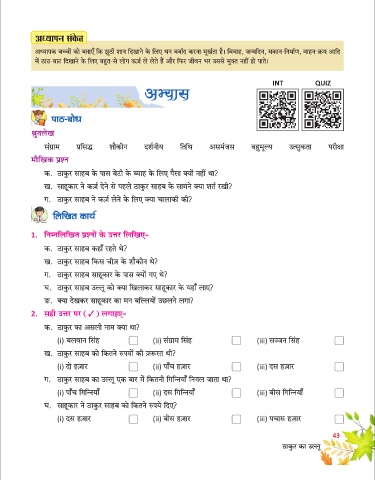 अध्यापन संकेत
अध्यापक बच्चों को बताएँ कि झूठी शान दिखाने के लिए धन बर्बाद करना मूर्खता है। विवाह, जन्मदिन, मकान-निर्माण, वाहन-क्रय आदि
में ठाठ-बाट दिखाने के लिए बहुत-से लोग कर्ज़ा ले लेते हैं और फिर जीवन भर उससे मुक्त नहीं हो पाते।
INT QUIZ
अभ्यास
पाठ-बोध
श्रुतलेख
संग्राम प्रसिद्ध शौकीन दर्शनीय तिथि असमंजस बहुमूल्य उत्सुकता परीक्षा
मौखिक प्रश्न
क. ठाकुर साहब के पास बेटी के ब्याह के लिए पैसा क्यों नहीं था?
ख. साहूकार ने कर्ज़ देने से पहले ठाकुर साहब के सामने क्या शर्त रखी?
ग. ठाकुर साहब ने कर्ज़ लेने के लिए क्या चालाकी की?
लिखित कार्य
1. निम्नलिखित प्रश्नों के उत्तर लिखिए-
क. ठाकुर साहब कहाँ रहते थे?
ख. ठाकुर साहब किस चीज़ के शौकीन थे?
ग. ठाकुर साहब साहूकार के पास क्यों गए थे?
घ. ठाकुर साहब उल्लू को क्या खिलाकर साहूकार के यहाँ लाए?
ङ. क्या देखकर साहूकार का मन बल्लियों उछलने लगा?
2. सही उत्तर पर ( ✓ ) लगाइए-
क. ठाकुर का असली नाम क्या था?
(i) बलवान सिंह (ii) संग्राम सिंह (iii) सज्जन सिंह
ख. ठाकुर साहब को कितने रुपयों की ज़रूरत थी?
(i) दो हज़ार (ii) पाँच हज़ार (iii) दस हज़ार
ग. ठाकुर साहब का उल्लू एक बार में कितनी गिन्नियाँ निगल जाता था?
(i) पाँच गिन्नियाँ (ii) दस गिन्नियाँ (iii) बीस गिन्नियाँ
घ. साहूकार ने ठाकुर साहब को कितने रुपये दिए?
(i) दस हज़ार (ii) बीस हज़ार (iii) पचास हज़ार
43
ठाकुर का उल्लू